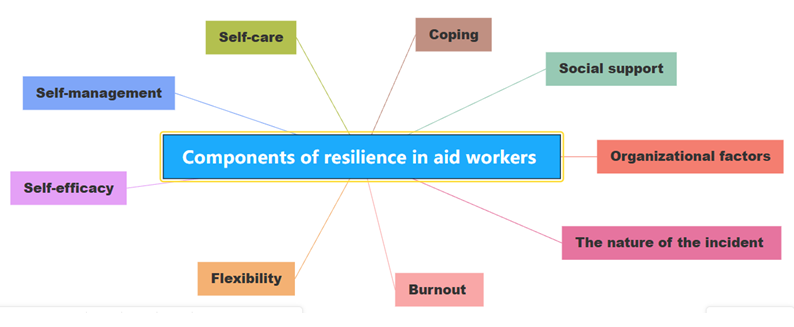 Self-care
Coping
Social support
Self-management
Components of resilience in aid workers
Organizational factors
Self-efficacy
The nature of the incident
Flexibility
Burnout